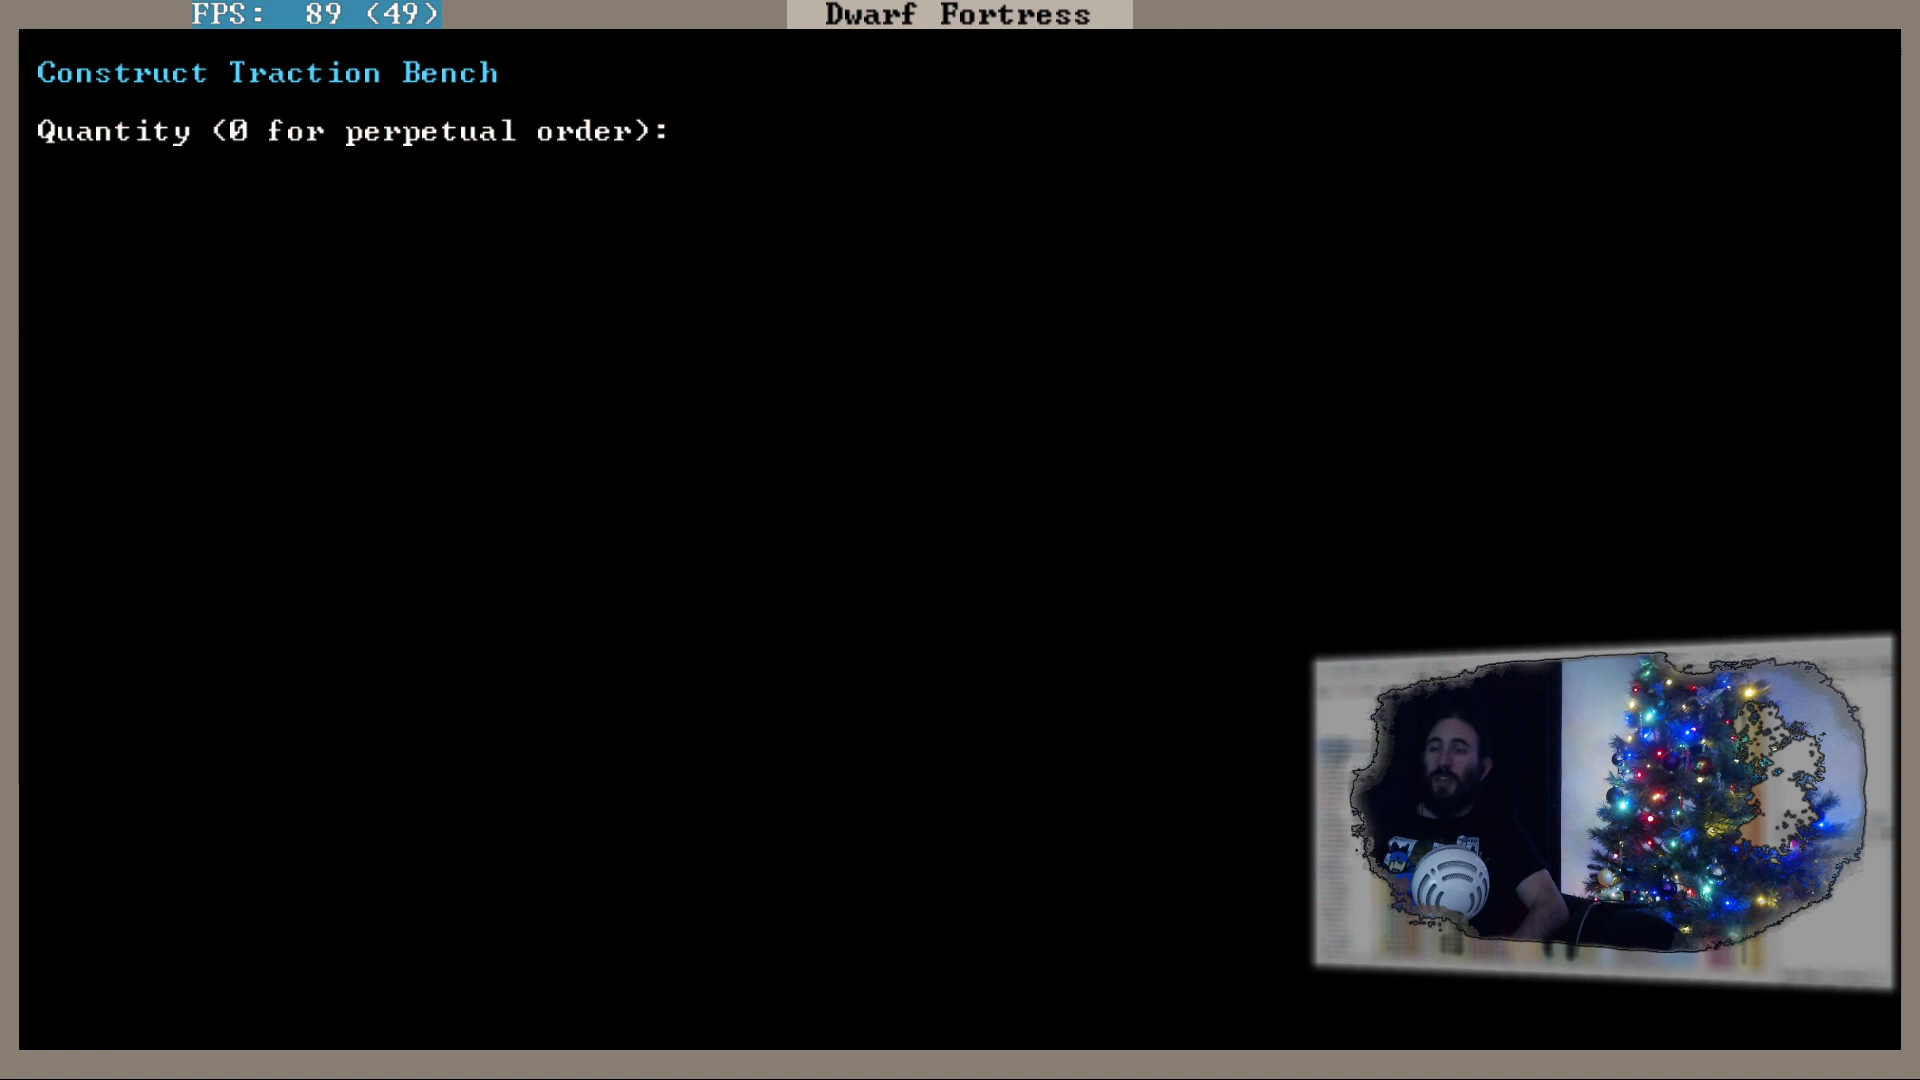 FPS: 89 (49)
Dwarf Fortress
Construct Traction Bench
Quantity (0 for perpetual order):